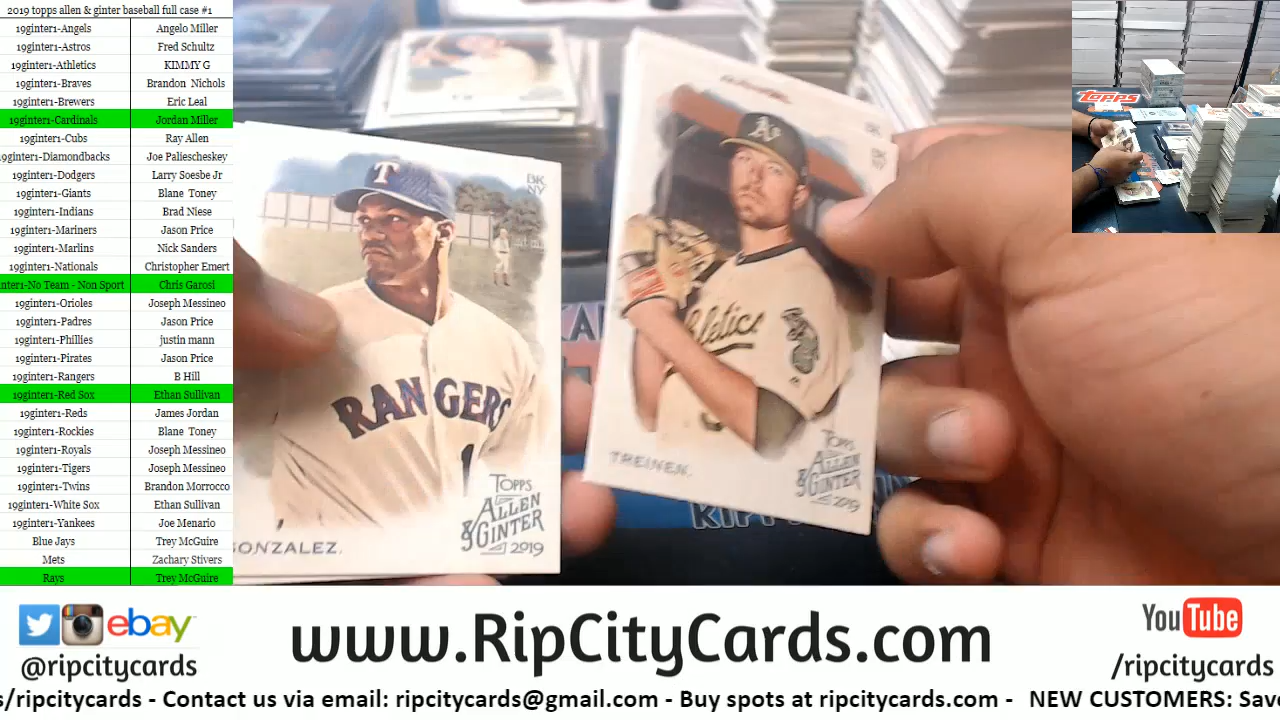 2019 topps allen & ginter baseball full case #1
19ginter1-Angels Angelo Miller
19ginter1-Astros Fred Schultz
19ginter1-Athletics KIMMY G
19ginter1-Braves Brandon Nichols
19ginter1-Brewers Eric Leal
19ginter1-Cardinals Jordan Miller
19ginter1-Cubs Ray Allen
9ginter1-Diamondbacks Joe Paliescheskey
19ginter1-Dodgers Larry Soesbe Jr
19ginter1-Giants Blane Toney
19ginter1-Indians Brad Niese
19ginter1-Mariners Jason Price
19ginter1-Marlins Nick Sanders
19ginter1-Nationals Christopher Emert
nter1-No Team - Non Sport Chris Garosi
19ginter1-Orioles Joseph Messineo
19ginter1-Padres Jason Price
19ginter1-Phillies justin mann
19ginter1-Pirates Jason Price
19ginter1-Rangers B Hill
19ginter1-Red Sox Ethan Sullivan
19ginter1-Reds James Jordan
19ginter1-Rockies Blane Toney
19ginter1-Royals Joseph Messineo
19ginter1-Tigers Joseph Messineo
19ginter1-Twins Brandon Morrocco
19ginter1-White Sox Ethan Sullivan
19ginter1-Yankees Joe Menario
Blue Jays Trey McGuire
Mets Zachary Stivers
Rays Trey McGuire
T
BK
NY
RANGERS
1
GONZALEZ.
TOPPS
ALLEN
& GINTER
2019
A's
thletics
TREINEN.
TOPPS
ALLEN
& GINTER
2019
topps
ebay
@ripcitycards
www.RipCityCards.com
YouTube
/ripcitycards
s/ripcitycards - Contact us via email: ripcitycards@gmail.com - Buy spots at ripcitycards.com - NEW CUSTOMERS: Save